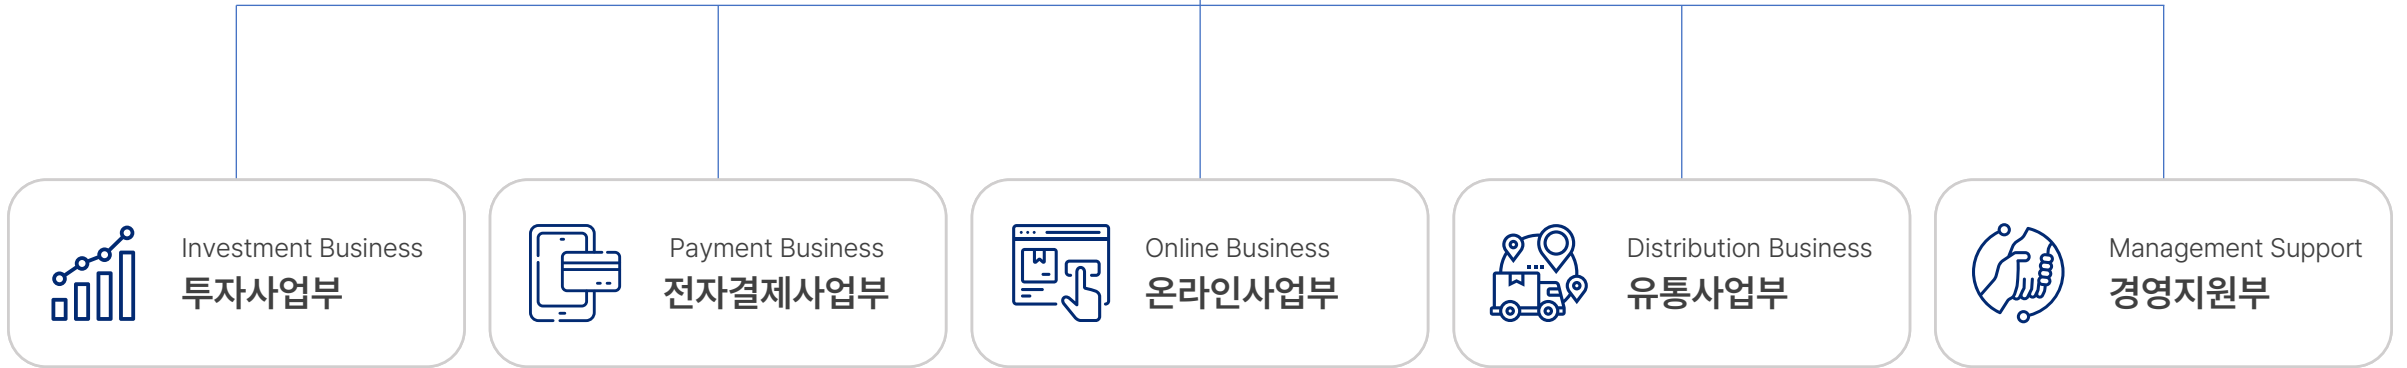 Investment Business
투자사업부
Payment Business
전자결제사업부
Online Business
온라인사업부
Distribution Business
유통사업부
Management Support
경영지원부